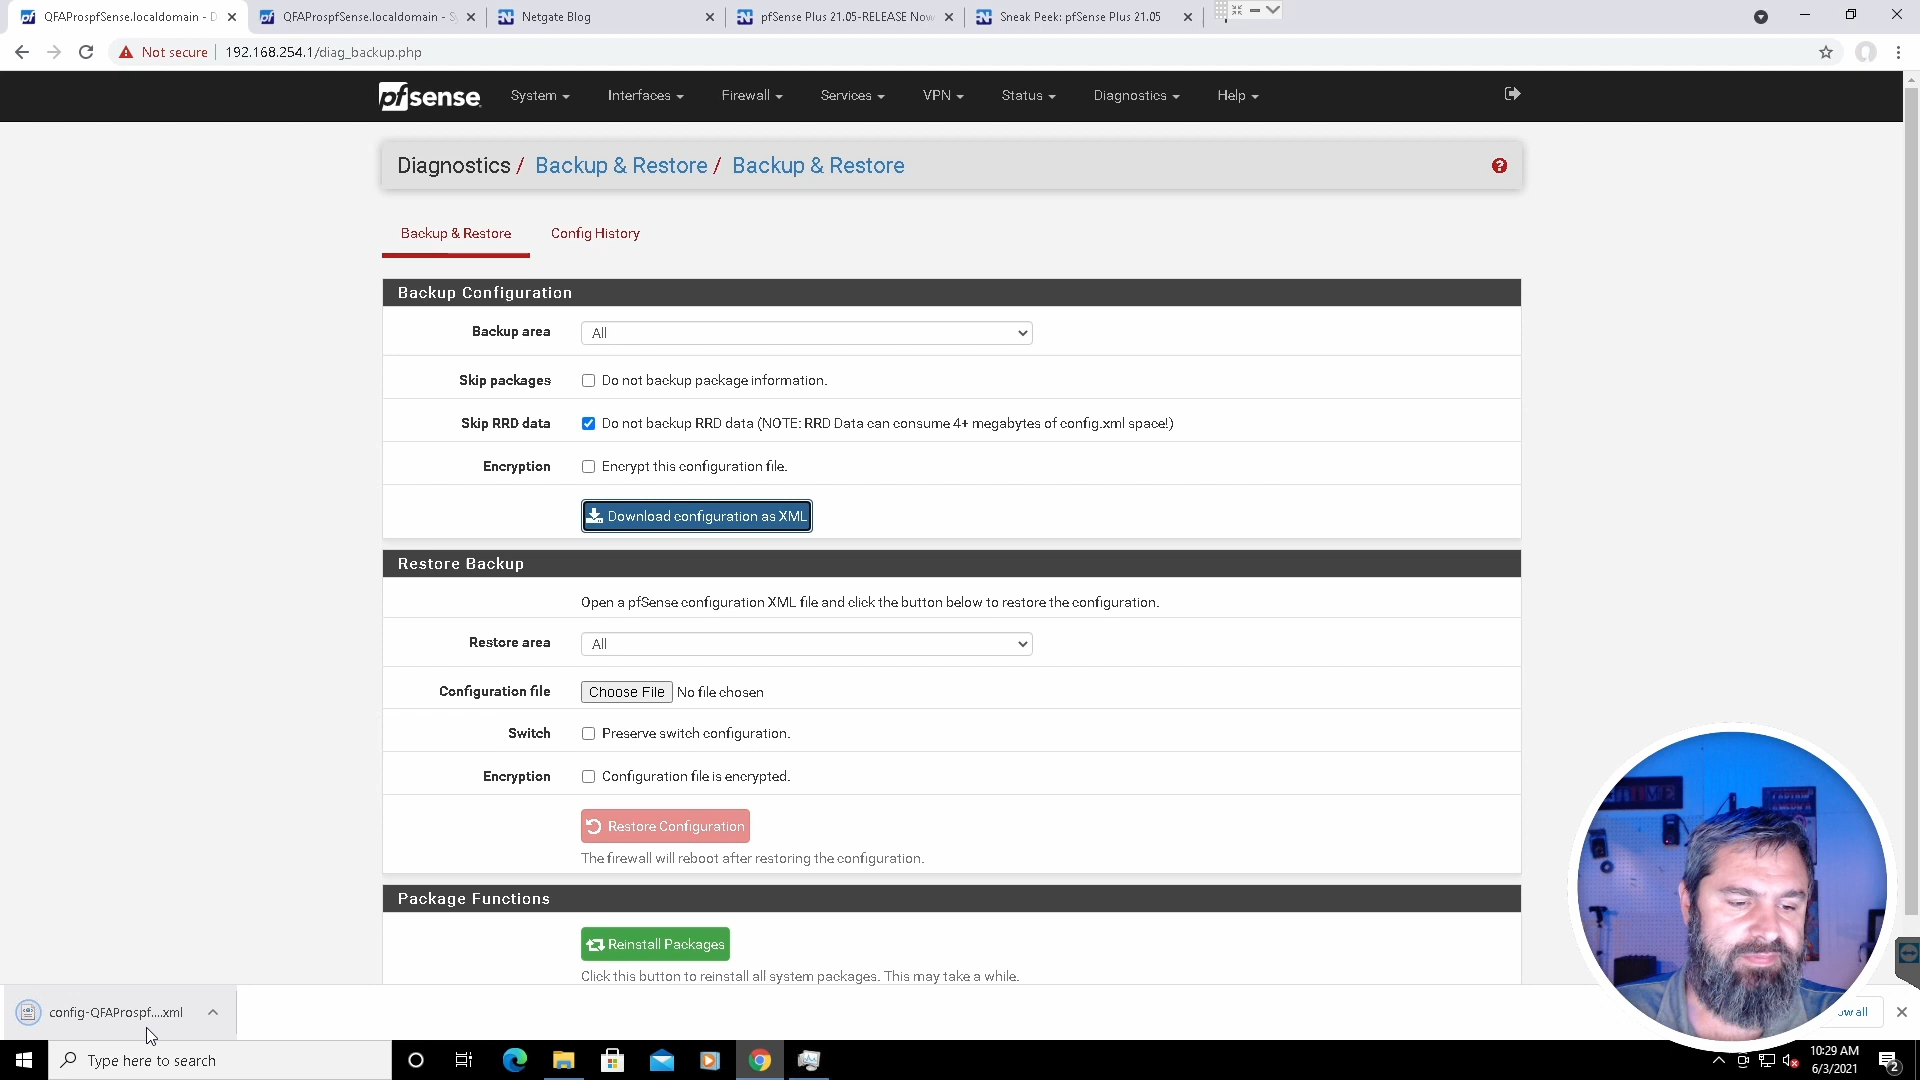 QFAProspfSense.localdomain - D
QFAProspfSense.localdomain - S
Netgate Blog
pfSense Plus 21.05-RELEASE Now
Sneak Peek: pfSense Plus 21.05
Not secure
192.168.254.1/diag_backup.php
pfsense
System
Interfaces
Firewall
Services
VPN
Status
Diagnostics
Help
Diagnostics / Backup & Restore / Backup & Restore
Backup & Restore
Config History
Backup Configuration
Backup area
All
Skip packages
Do not backup package information.
Skip RRD data
Do not backup RRD data (NOTE: RRD Data can consume 4+ megabytes of config.xml space!)
Encryption
Encrypt this configuration file.
Download configuration as XML
Restore Backup
Open a pfSense configuration XML file and click the button below to restore the configuration.
Restore area
All
Configuration file
Choose File No file chosen
Switch
Preserve switch configuration.
Encryption
Configuration file is encrypted.
Restore Configuration
The firewall will reboot after restoring the configuration.
Package Functions
Reinstall Packages
Click this button to reinstall all system packages. This may take a while.
config-QFAProspf....xml
ow all
Type here to search
10:29 AM
6/3/2021
2